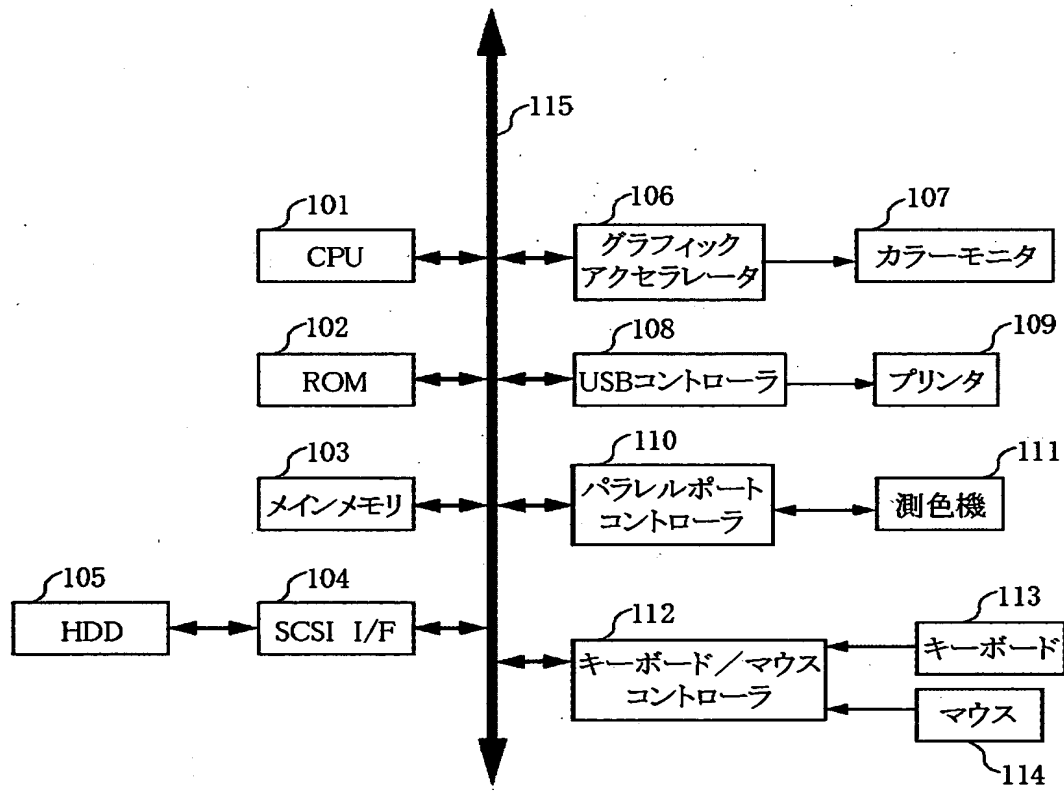 115
101
CPU
106
グラフィック
アクセラレータ
107
カラーモニタ
102
ROM
108
USBコントローラ
109
プリンタ
103
メインメモリ
110
パラレルポート
コントローラ
111
測色機
105
HDD
104
SCSI I/F
112
キーボード／マウス
コントローラ
113
キーボード
マウス
114